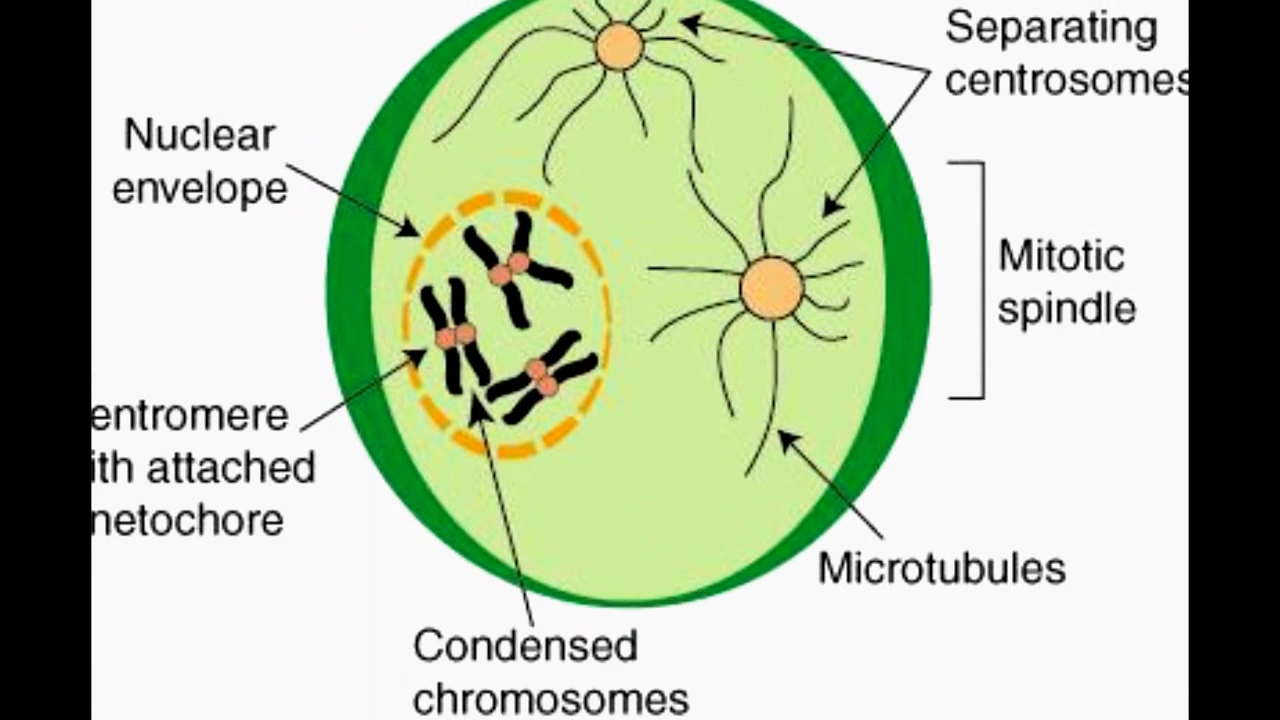 Separating
centrosomes
Nuclear
envelope
Mitotic
spindle
entromere
ith attached
netochore
Microtubules
Condensed
chromosomes